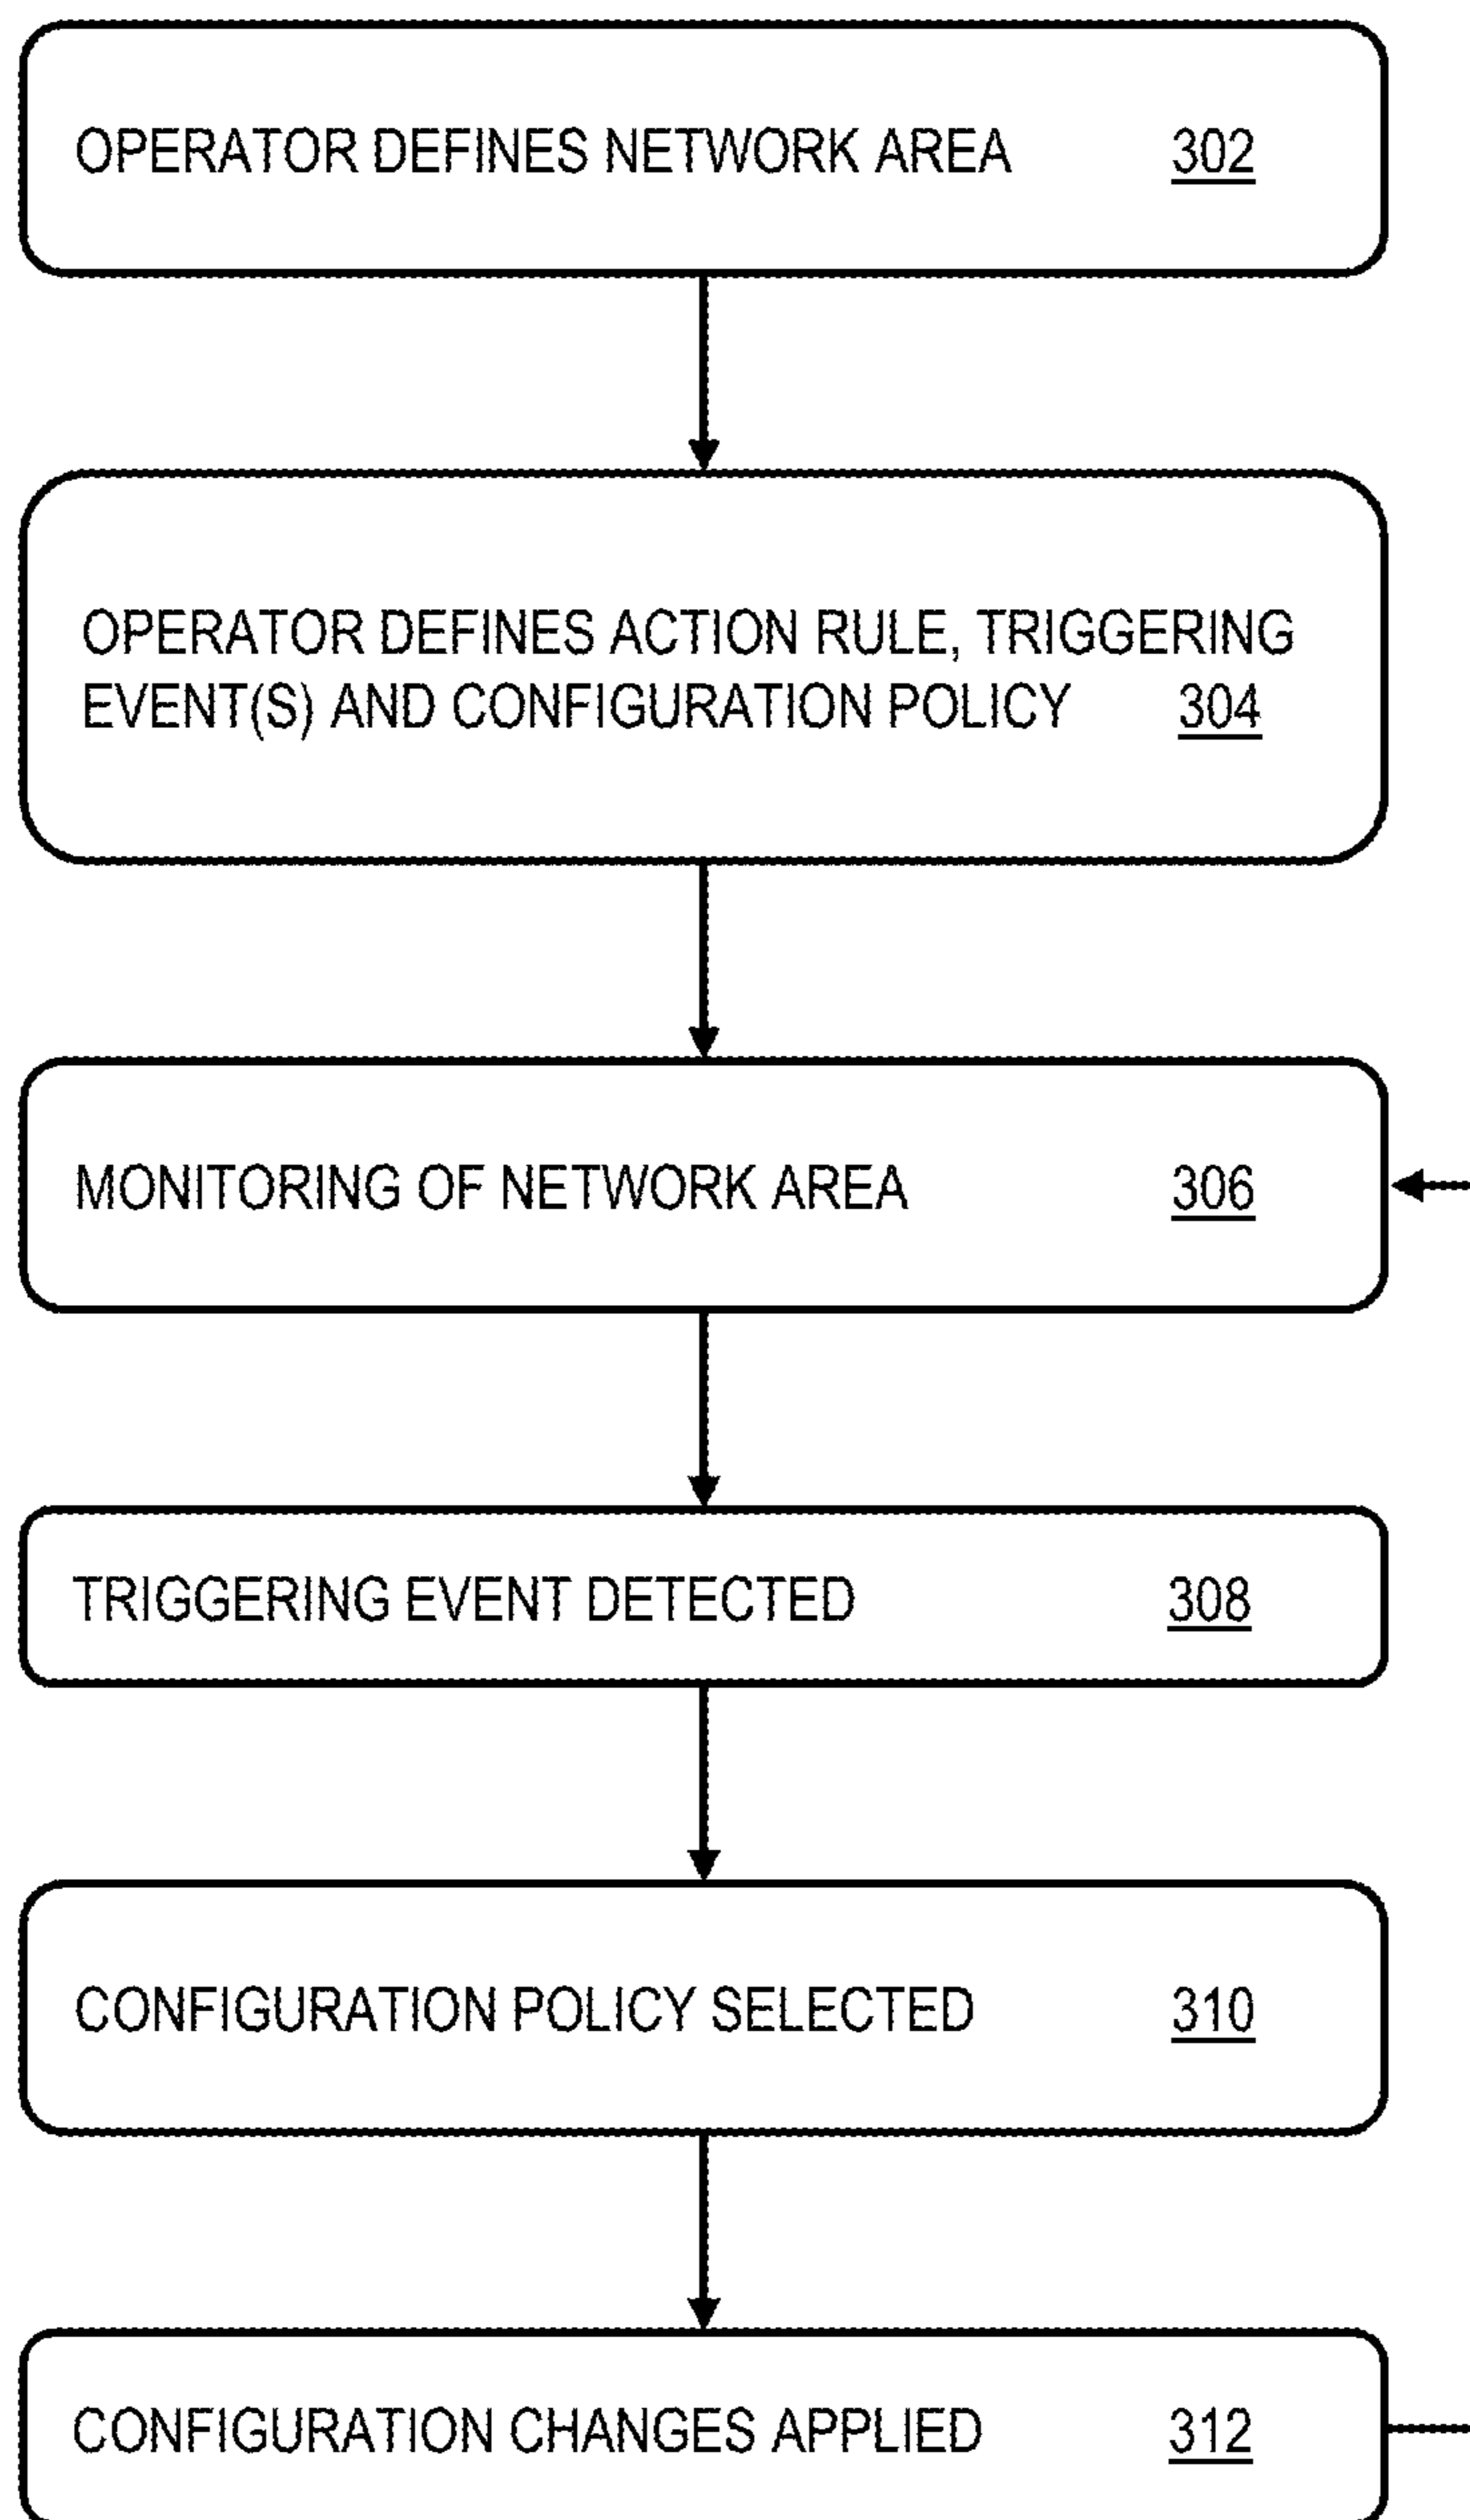 OPERATOR DEFINES NETWORK AREA 302
OPERATOR DEFINES ACTION RULE, TRIGGERING
EVENT(S) AND CONFIGURATION POLICY 304
MONITORING OF NETWORK AREA 306
TRIGGERING EVENT DETECTED 308
CONFIGURATION POLICY SELECTED 310
CONFIGURATION CHANGES APPLIED 312